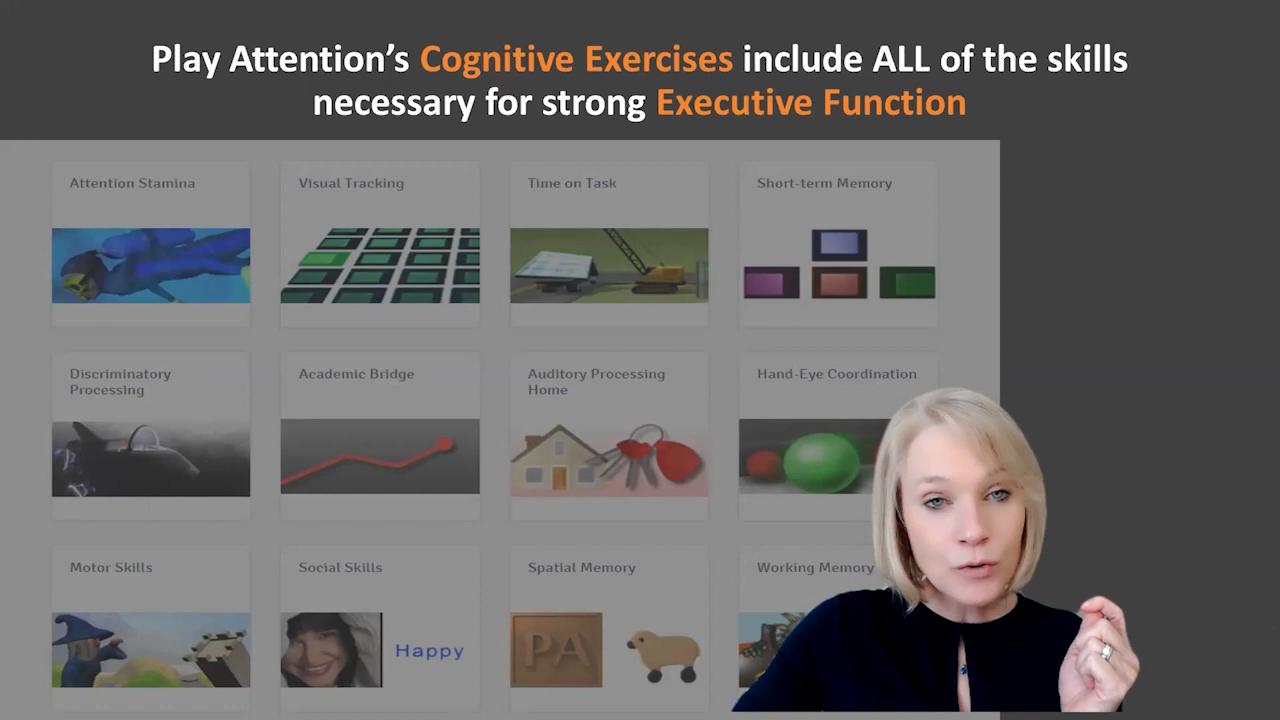 Play Attention's Cognitive Exercises include ALL of the skills
necessary for strong Executive Function
Attention Stamina
Visual Tracking
Time on Task
Short-term Memory
Discriminatory
Processing
Academic Bridge
Auditory Processing
Home
Hand-Eye Coordination
Motor Skills
Social Skills
Spatial Memory
Working Memory
Happy
PA